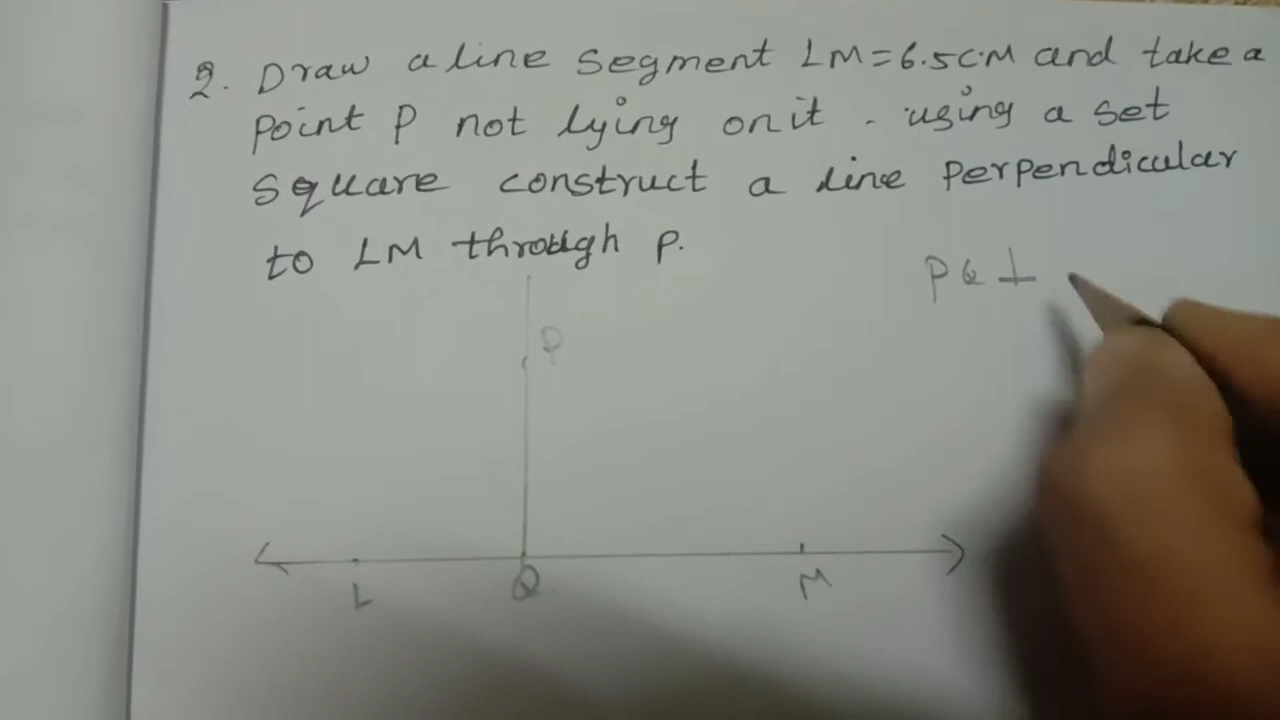 2. Draw a line segment LM=6.5C.M and take a
point P not lying on it. using a set
square construct a line perpendicular
to LM through P.
PQ ⊥
P
L Q M